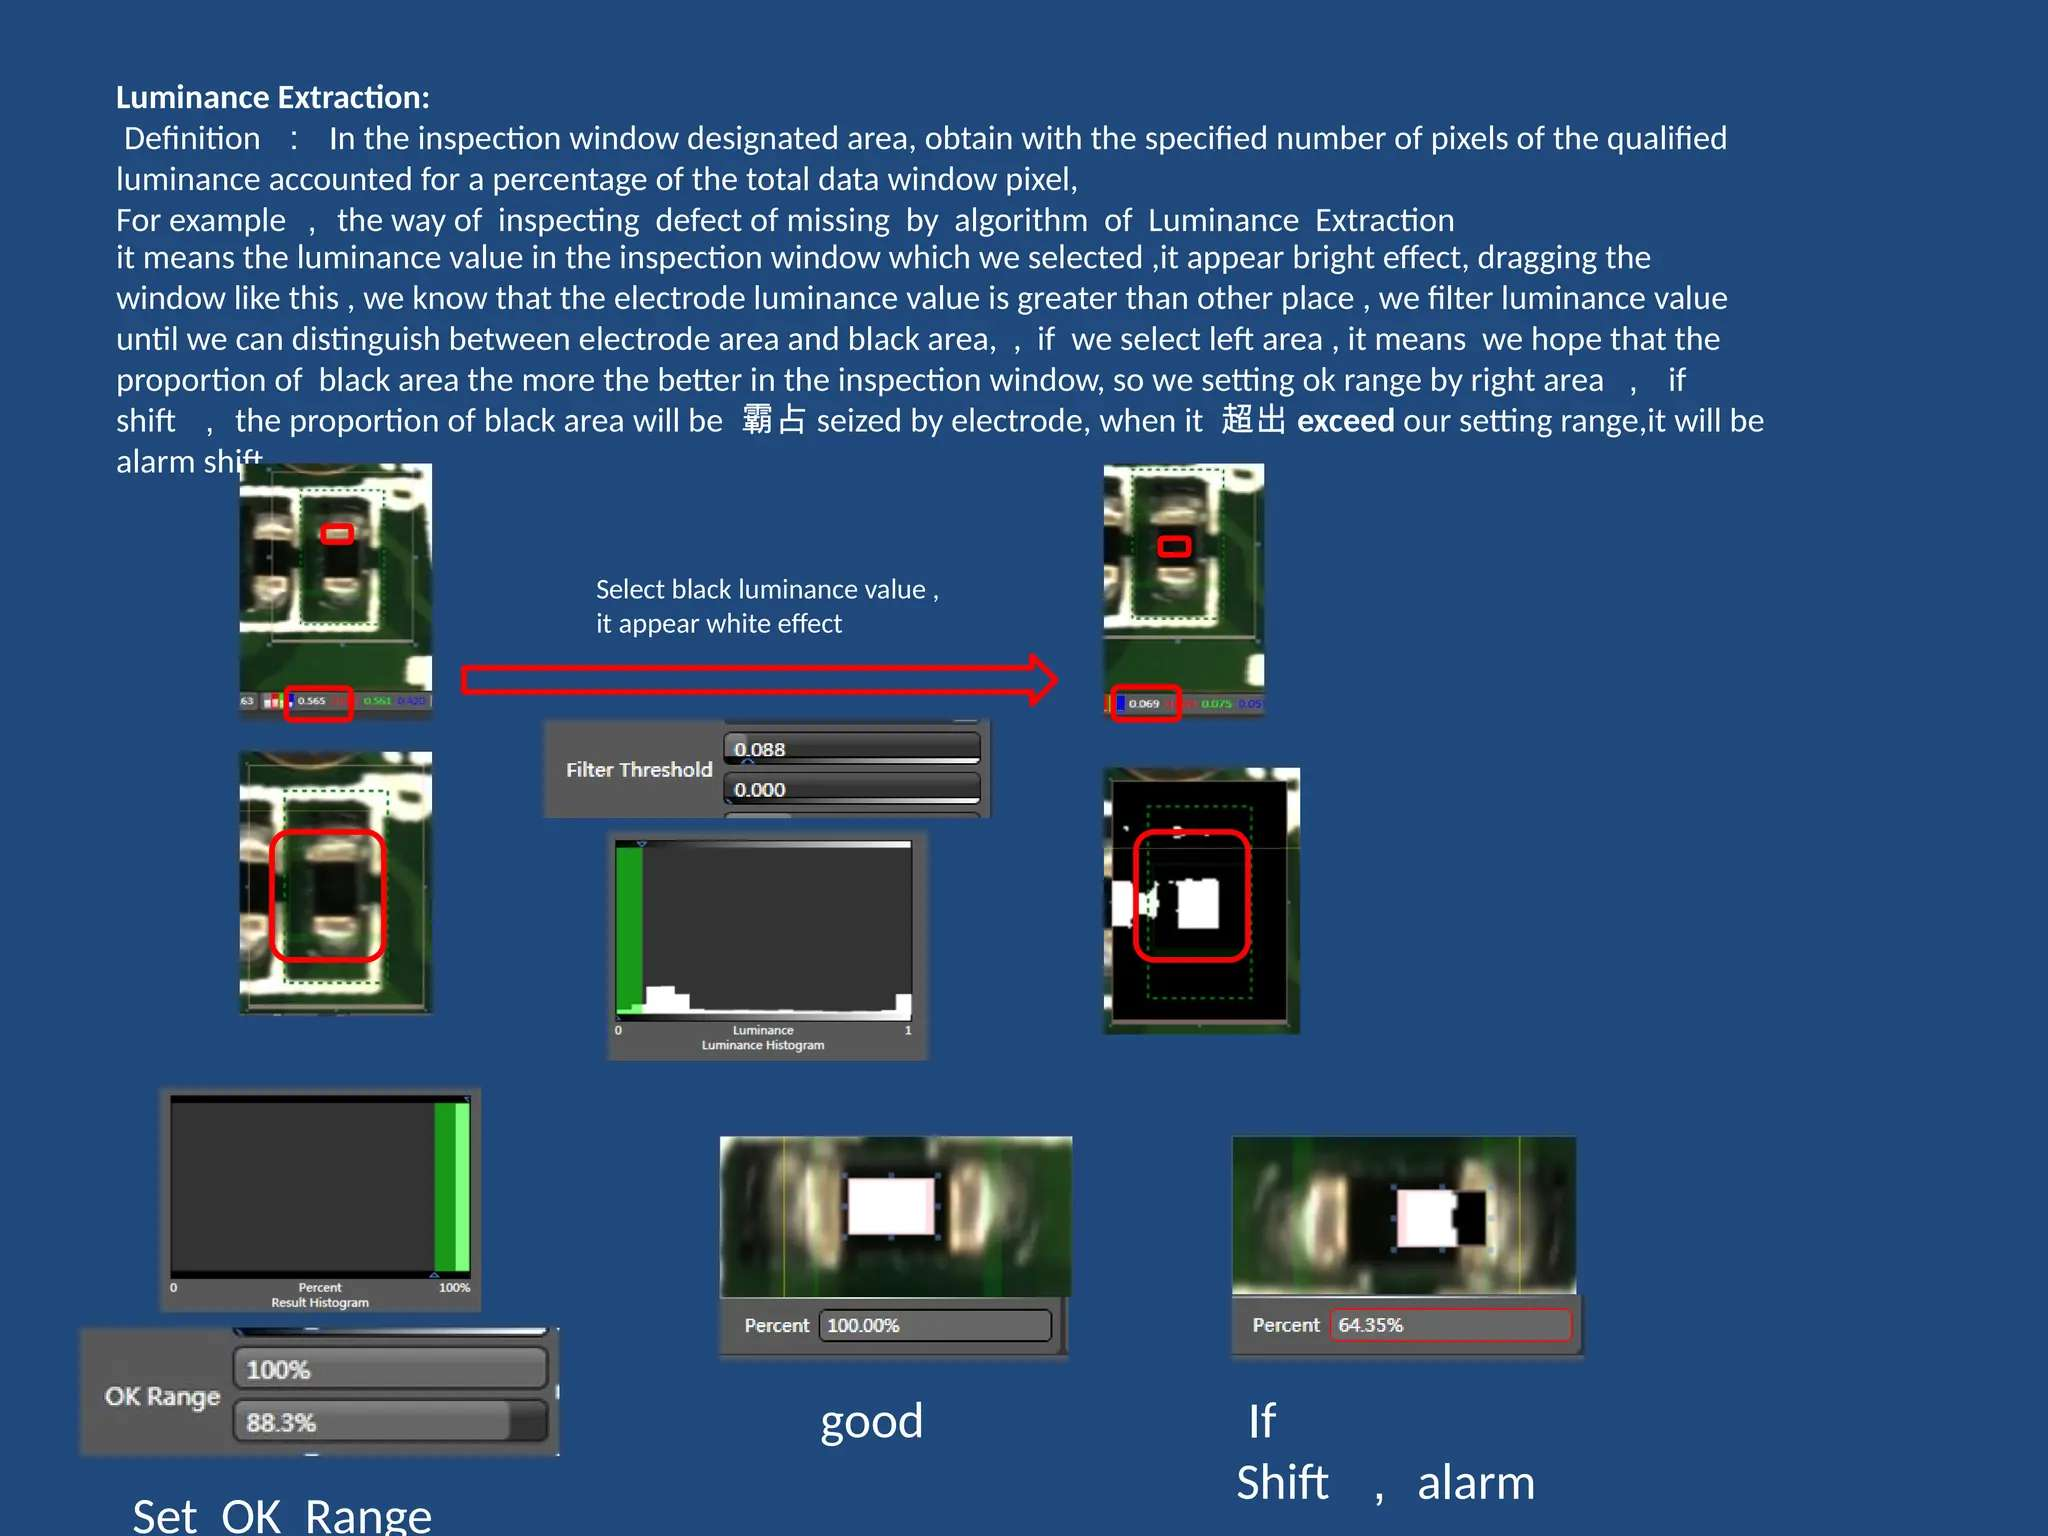 Luminance Extraction:
Definition : In the inspection window designated area, obtain with the specified number of pixels of the qualified
luminance accounted for a percentage of the total data window pixel,
For example , the way of inspecting defect of missing by algorithm of Luminance Extraction
it means the luminance value in the inspection window which we selected ,it appear bright effect, dragging the
window like this , we know that the electrode luminance value is greater than other place , we filter luminance value
until we can distinguish between electrode area and black area, , if we select left area , it means we hope that the
proportion of black area the more the better in the inspection window, so we setting ok range by right area , if
shift , the proportion of black area will be 霸占 seized by electrode, when it 超出 exceed our setting range,it will be
alarm shift
Select black luminance value ,
it appear white effect
63 0.565 0.561 0.420
0.069 0.075 0.05
Filter Threshold
0.088
0.000
0 Luminance 1
Luminance Histogram
0 Percent 100%
Result Histogram
OK Range
100%
88.3%
Set OK Range
Percent 100.00%
good
Percent 64.35%
If
Shift , alarm